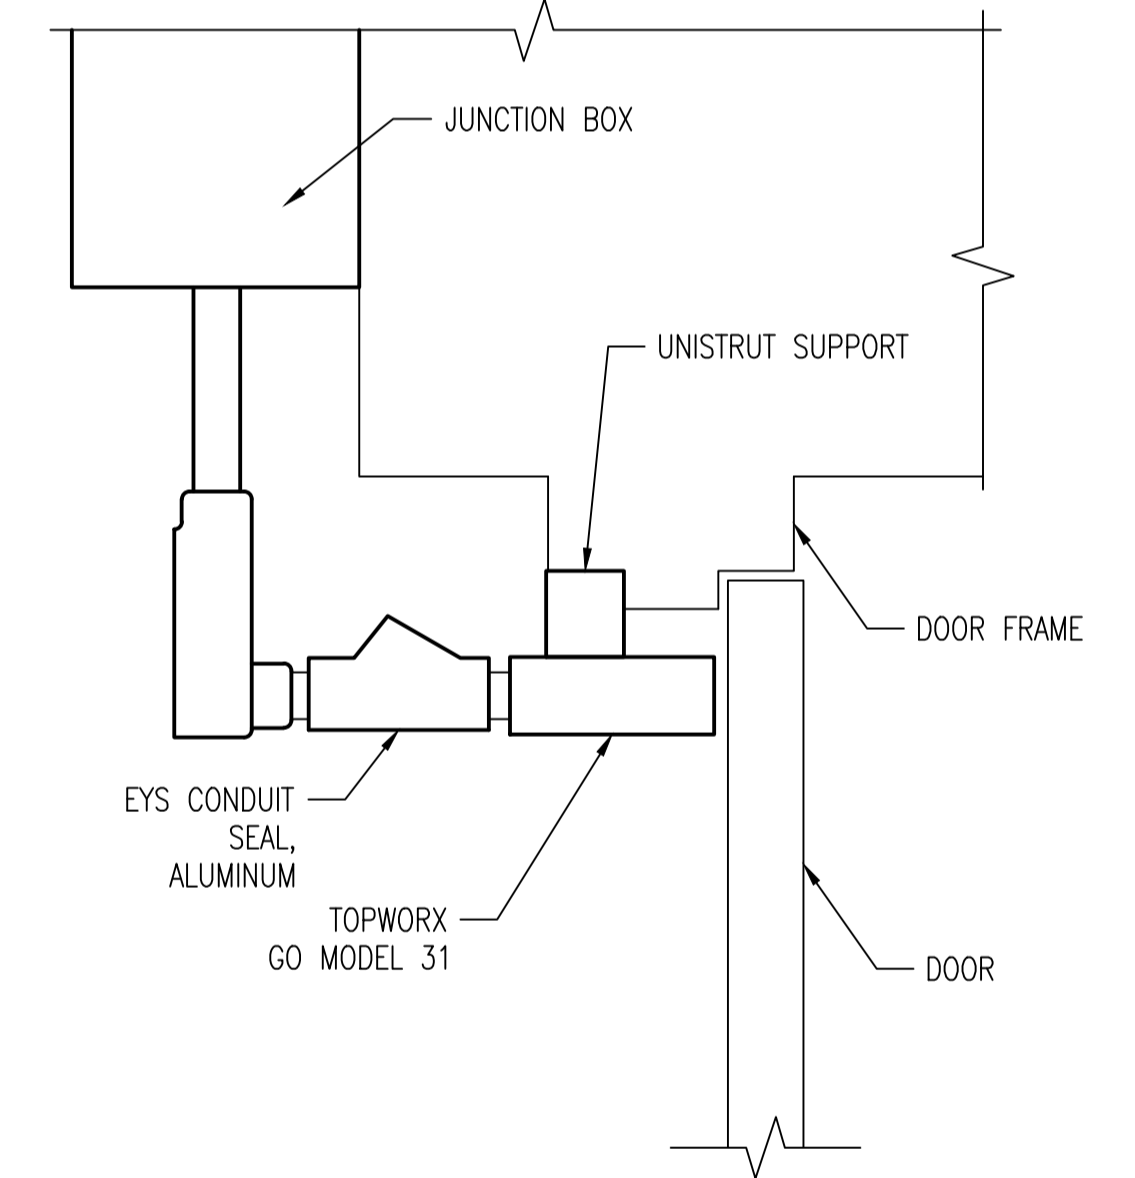 JUNCTION BOX
UNISTRUT SUPPORT
DOOR FRAME
EYS CONDUIT
SEAL,
ALUMINUM
TOPWORX
GO MODEL 31
DOOR